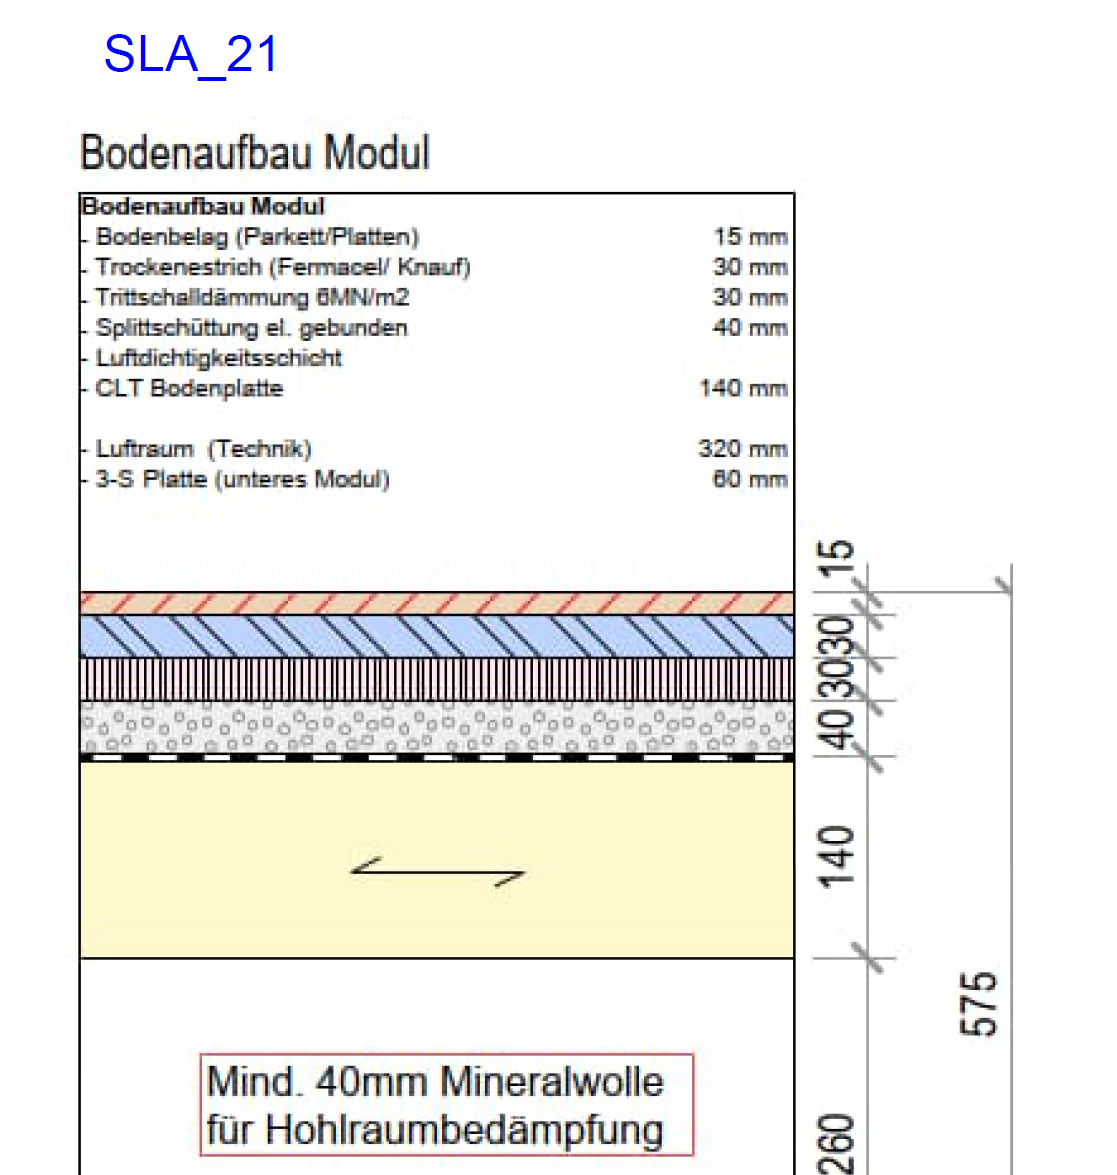 SLA_21
Bodenaufbau Modul
Bodenaufbau Modul
- Bodenbelag (Parkett/Platten) 15 mm
- Trockenestrich (Fermacel/ Knauf) 30 mm
- Trittschalldämmung 6MN/m2 30 mm
- Splittschüttung el. gebunden 40 mm
- Luftdichtigkeitsschicht
- CLT Bodenplatte 140 mm
- Luftraum (Technik) 320 mm
- 3-S Platte (unteres Modul) 60 mm
15
30
30
40
140
575
Mind. 40mm Mineralwolle
für Hohlraumbedämpfung
260